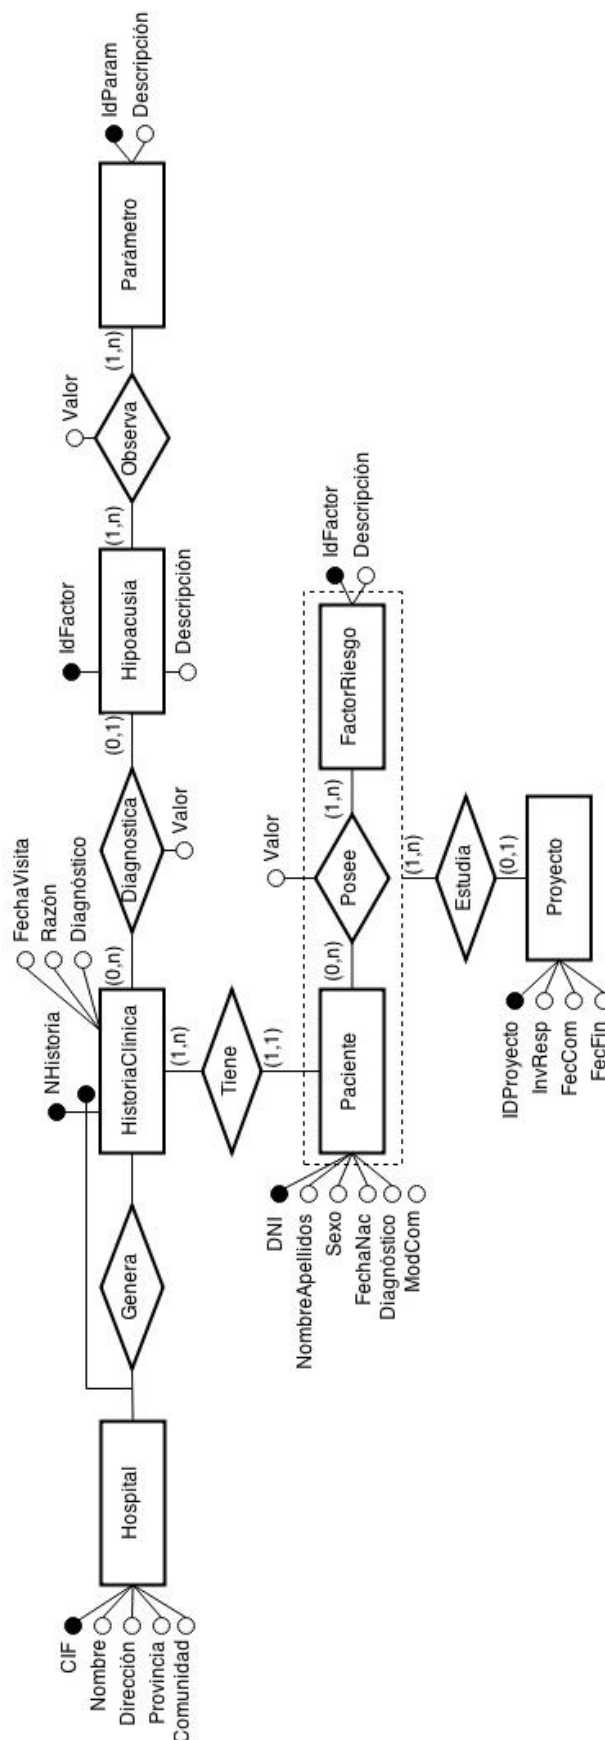 CIF
Nombre
Dirección
Provincia
Comunidad
Hospital
Genera
NHistoria
FechaVisita
Razón
Diagnóstico
HistoriaClínica
(0,n)
Diagnostica
Valor
(0,1)
IdFactor
Hipoacusia
Descripción
(1,n)
Observa
Valor
(1,n)
Parámetro
IdParam
Descripción
(1,n)
Tiene
(1,1)
DNI
NombreApellidos
Sexo
FechaNac
Diagnóstico
ModCom
Paciente
(0,n)
Posee
Valor
(1,n)
FactorRiesgo
IdFactor
Descripción
(1,n)
Estudia
(0,1)
IDProyecto
InvResp
FecCom
FecFin
Proyecto